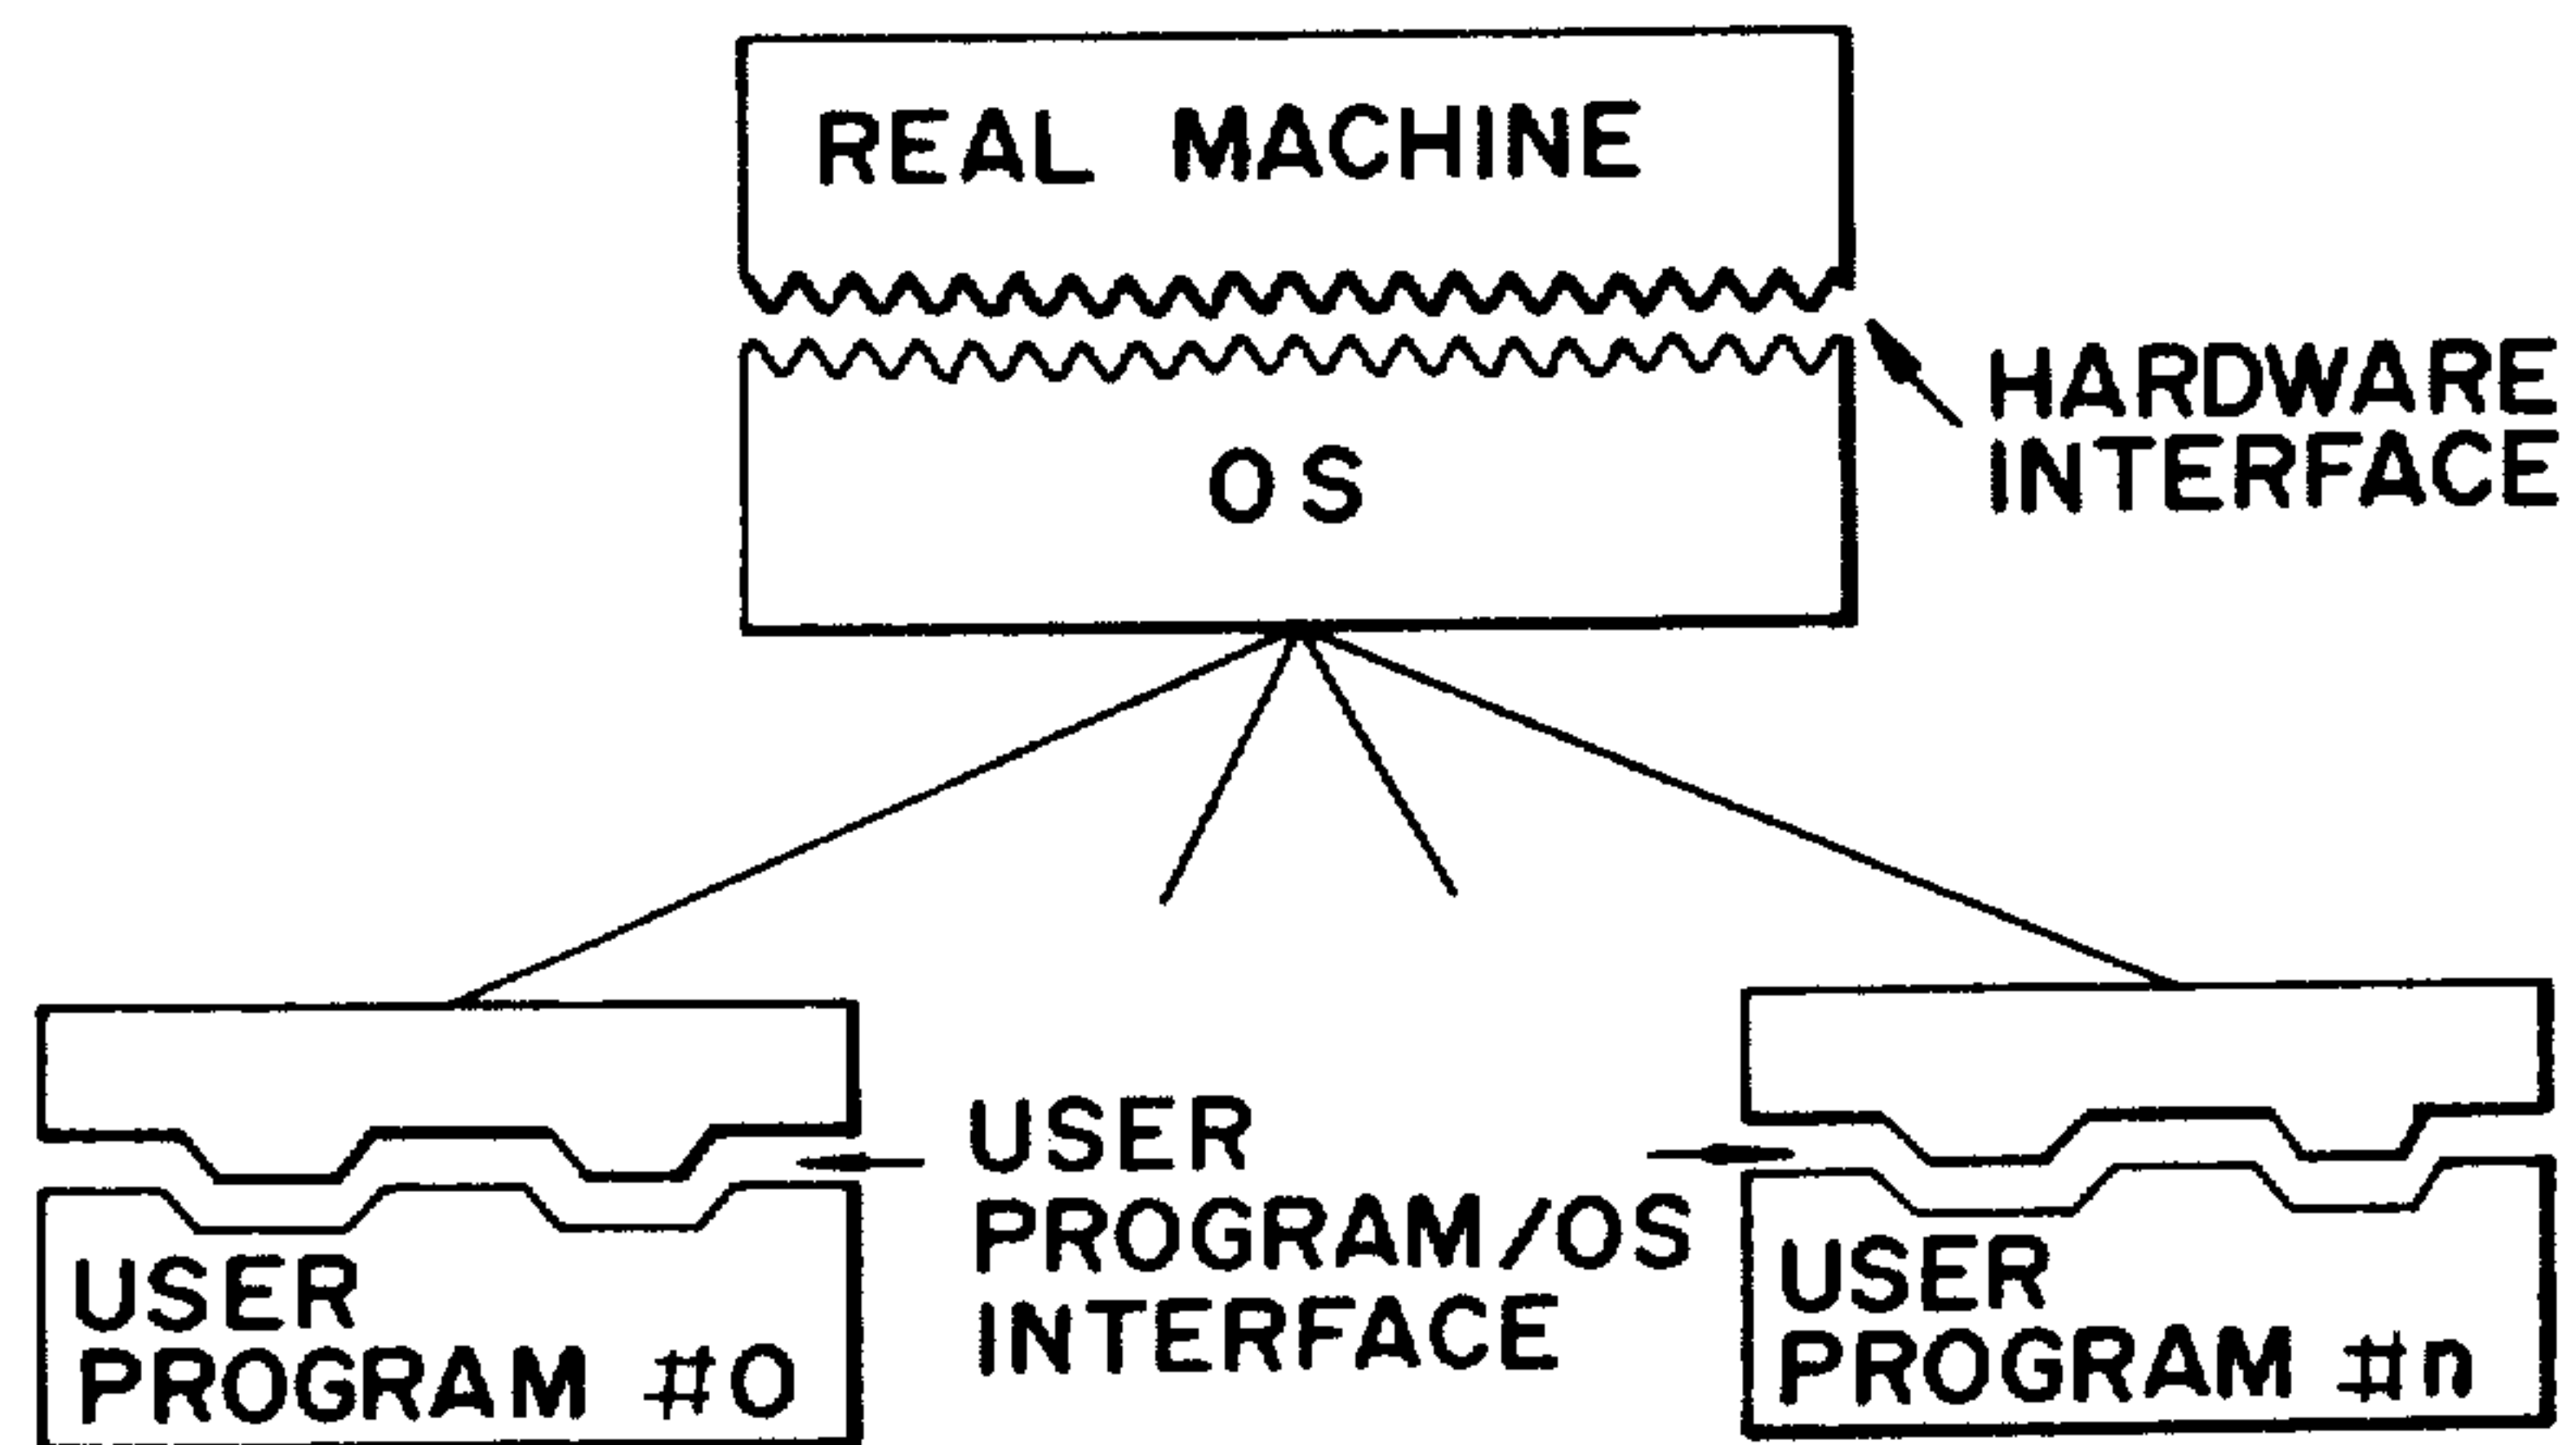 REAL MACHINE
OS
HARDWARE
INTERFACE
USER
PROGRAM/OS
INTERFACE
USER
PROGRAM #0
USER
PROGRAM #n